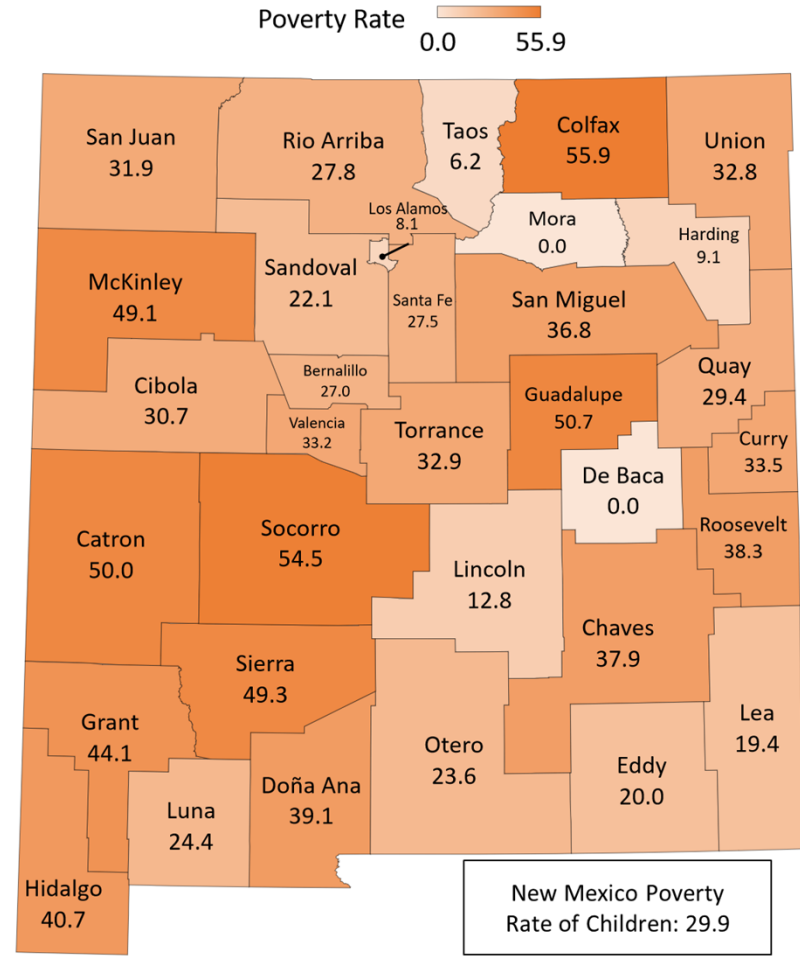 Poverty Rate
0.0 55.9
San Juan
31.9
Rio Arriba
27.8
Taos
6.2
Colfax
55.9
Union
32.8
Los Alamos
8.1
Mora
0.0
Harding
9.1
McKinley
49.1
Sandoval
22.1
Santa Fe
27.5
San Miguel
36.8
Cibola
30.7
Bernalillo
27.0
Valencia
33.2
Torrance
32.9
Guadalupe
50.7
Quay
29.4
Curry
33.5
De Baca
0.0
Roosevelt
38.3
Catron
50.0
Socorro
54.5
Lincoln
12.8
Chaves
37.9
Sierra
49.3
Grant
44.1
Luna
24.4
Doña Ana
39.1
Otero
23.6
Eddy
20.0
Lea
19.4
Hidalgo
40.7
New Mexico Poverty
Rate of Children: 29.9